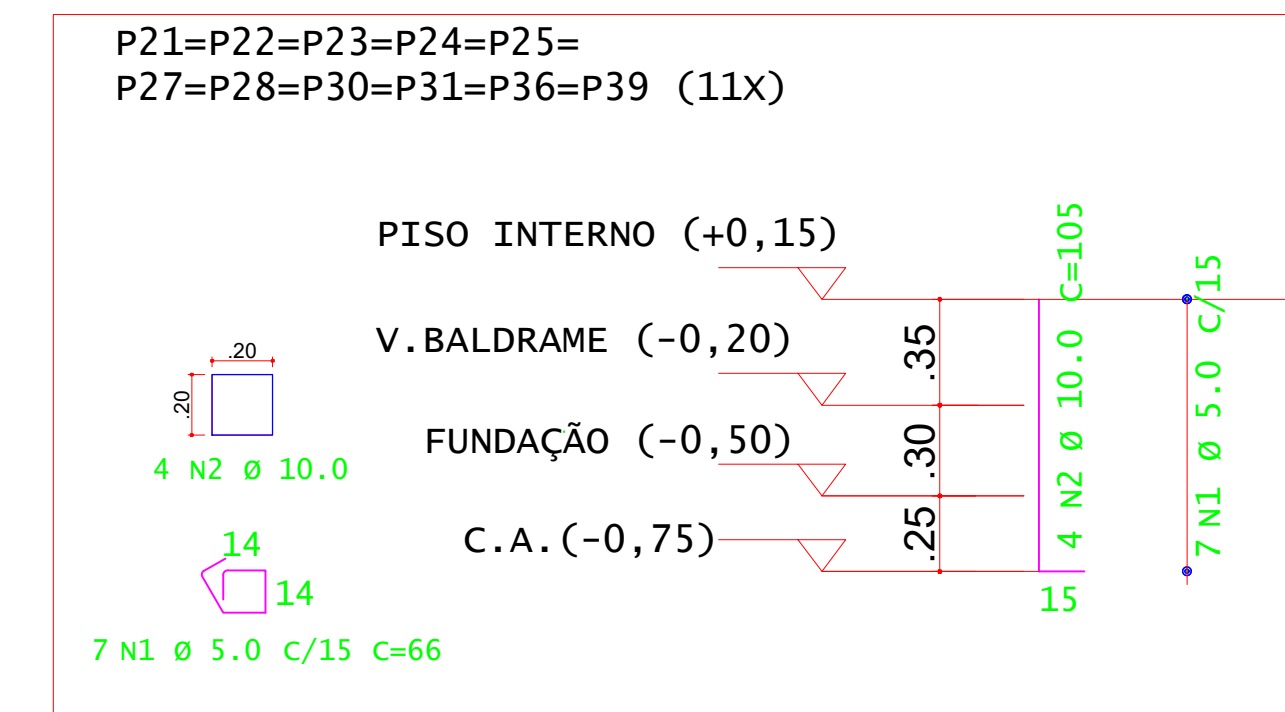 P21=P22=P23=P24=P25=
P27=P28=P30=P31=P36=P39 (11X)
PISO INTERNO (+0,15)
V.BALDRAME (-0,20)
FUNDAÇÃO (-0,50)
C.A.(-0,75)
.35
.30
.25
4 N2 Ø 10.0 C=105
15
7 N1 Ø 5.0 C/15
.20
.20
4 N2 Ø 10.0
14
14
7 N1 Ø 5.0 C/15 C=66